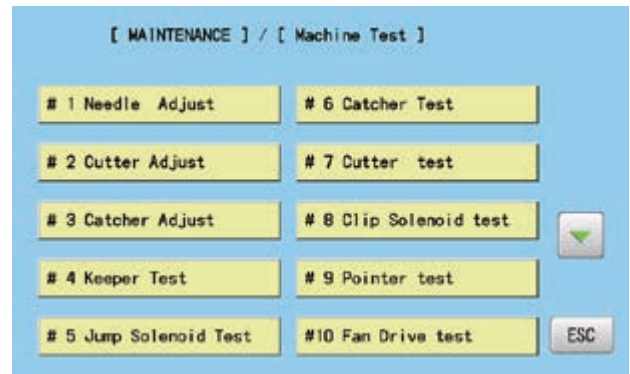 [ MAINTENANCE ] / [ Machine Test ]
# 1 Needle Adjust
# 2 Cutter Adjust
# 3 Catcher Adjust
# 4 Keeper Test
# 5 Jump Solenoid Test
# 6 Catcher Test
# 7 Cutter test
# 8 Clip Solenoid test
# 9 Pointer test
#10 Fan Drive test
ESC